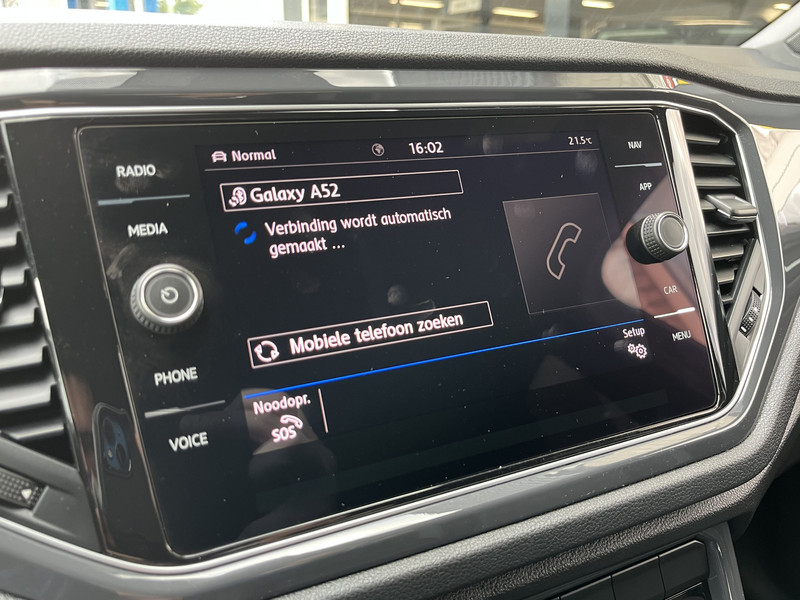 Normal
16:02
21.5°C
RADIO
MEDIA
PHONE
VOICE
Galaxy A52
Verbinding wordt automatisch
gemaakt ...
Mobiele telefoon zoeken
Setup
Noodopr.
SOS
NAV
APP
CAR
MENU